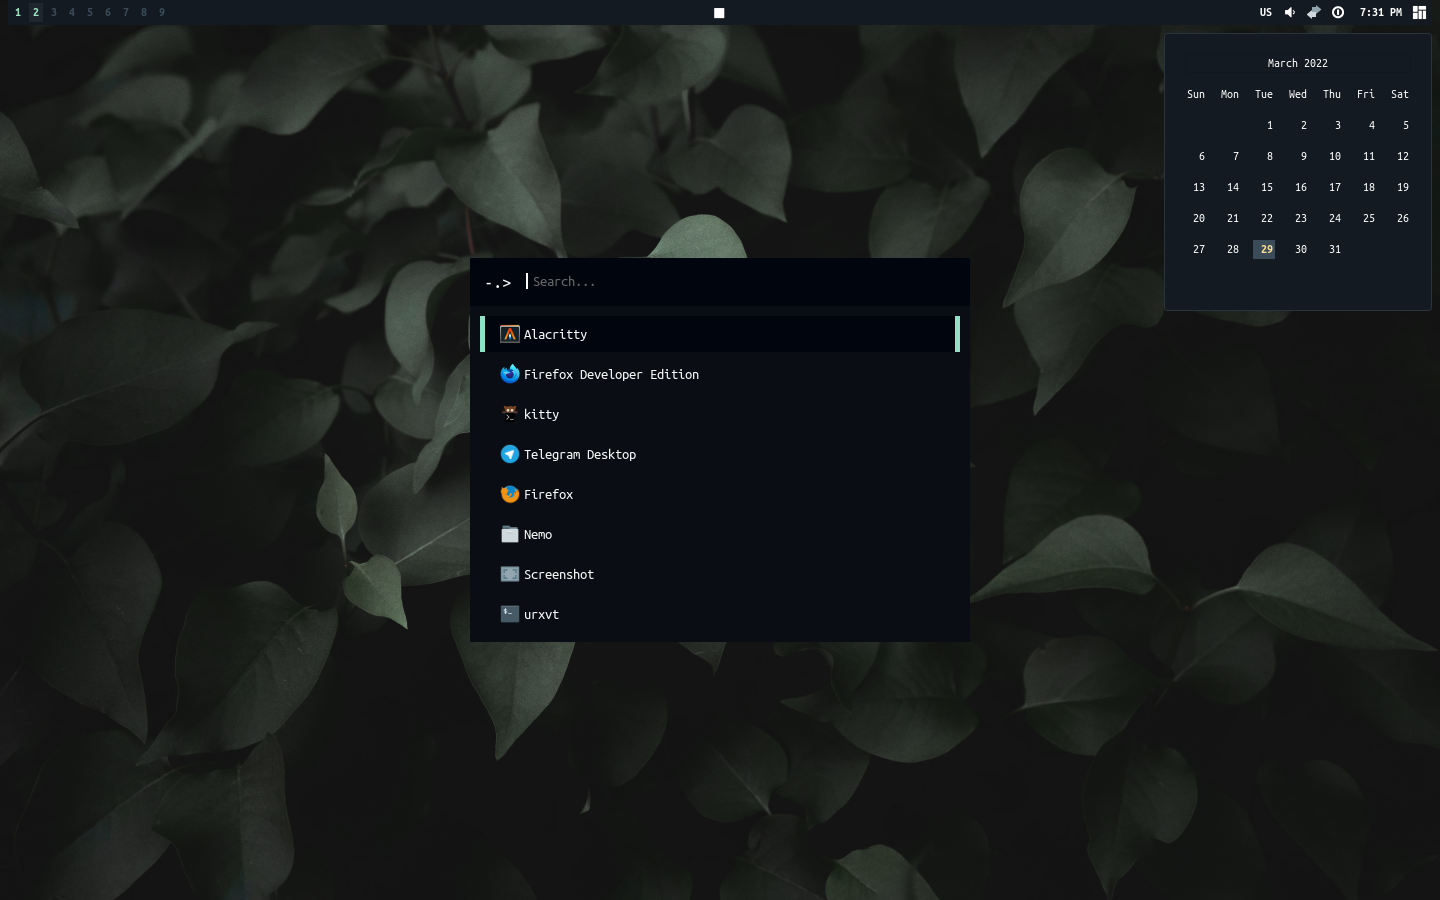 1 2 3 4 5 6 7 8 9
US 7:31 PM
March 2022
Sun Mon Tue Wed Thu Fri Sat
1 2 3 4 5
6 7 8 9 10 11 12
13 14 15 16 17 18 19
20 21 22 23 24 25 26
27 28 29 30 31
-.> Search...
Alacritty
Firefox Developer Edition
kitty
Telegram Desktop
Firefox
Nemo
Screenshot
urxvt